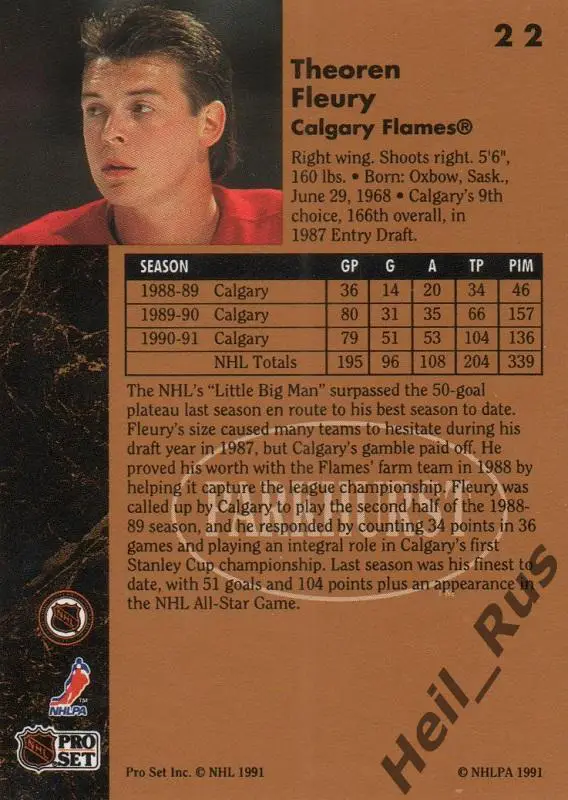 22
Theoren
Fleury
Calgary Flames®
Right wing. Shoots right. 5'6",
160 lbs. • Born: Oxbow, Sask.,
June 29, 1968 • Calgary's 9th
choice, 166th overall, in
1987 Entry Draft.
SEASON GP G A TP PIM
1988-89 Calgary 36 14 20 34 46
1989-90 Calgary 80 31 35 66 157
1990-91 Calgary 79 51 53 104 136
NHL Totals 195 96 108 204 339
The NHL's "Little Big Man" surpassed the 50-goal
plateau last season en route to his best season to date.
Fleury's size caused many teams to hesitate during his
draft year in 1987, but Calgary's gamble paid off. He
proved his worth with the Flames' farm team in 1988 by
helping it capture the league championship. Fleury was
called up by Calgary to play the second half of the 1988-
89 season, and he responded by counting 34 points in 36
games and playing an integral role in Calgary's first
Stanley Cup championship. Last season was his finest to
date, with 51 goals and 104 points plus an appearance in
the NHL All-Star Game.
PARKHURST
TM
NHL
NHLPA
TM
NHL
PRO
SET
Pro Set Inc. © NHL 1991
© NHLPA 1991
Heil_Rus